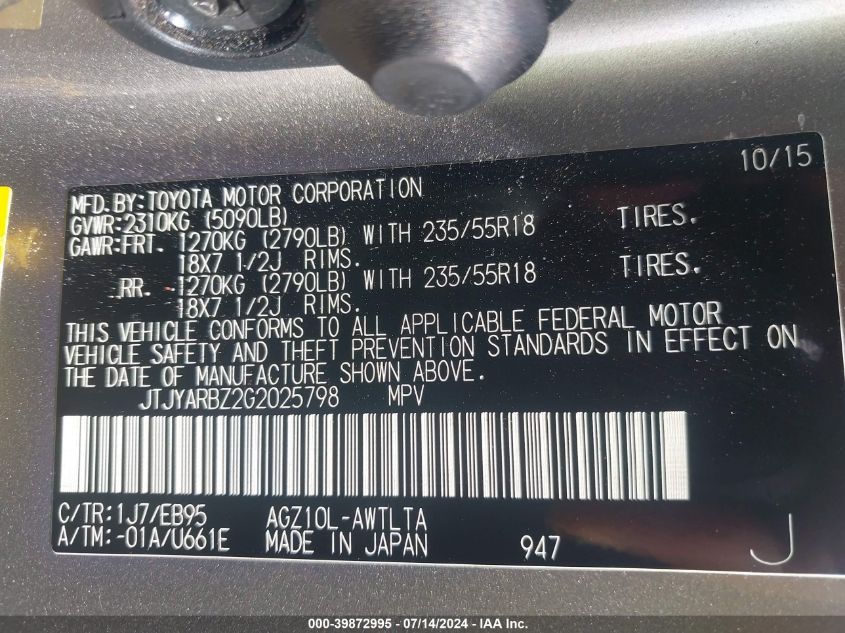 10/15
MFD. BY: TOYOTA MOTOR CORPORATION
GVWR: 2310KG (5090LB)
GAWR: FRT. 1270KG (2790LB) WITH 235/55R18 TIRES.
18X7 1/2J RIMS.
RR. 1270KG (2790LB) WITH 235/55R18 TIRES.
18X7 1/2J RIMS.
THIS VEHICLE CONFORMS TO ALL APPLICABLE FEDERAL MOTOR
VEHICLE SAFETY AND THEFT PREVENTION STANDARDS IN EFFECT ON
THE DATE OF MANUFACTURE SHOWN ABOVE.
JTJYARBZ2G2025798 MPV
C/TR: 1J7/EB95 AGZ10L-AWTLTA
A/TM: -01A/U661E MADE IN JAPAN 947 J
000-39872995 - 07/14/2024 - IAA Inc.